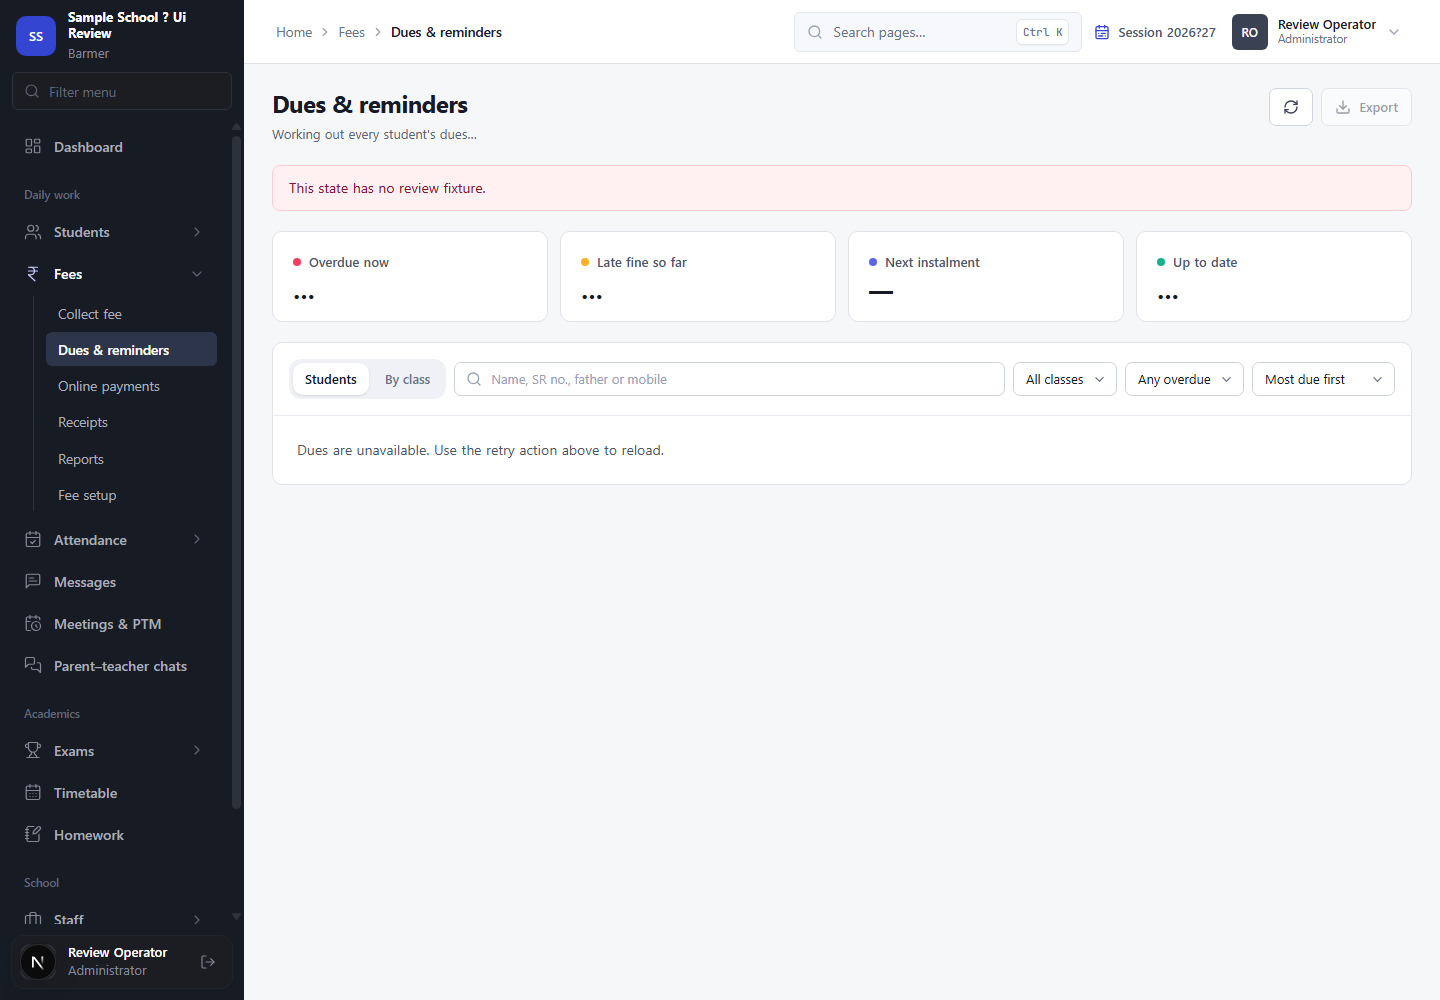 SS
Sample School ? Ui Review
Barmer
Filter menu
Dashboard
Daily work
Students
Fees
Collect fee
Dues & reminders
Online payments
Receipts
Reports
Fee setup
Attendance
Messages
Meetings & PTM
Parent–teacher chats
Academics
Exams
Timetable
Homework
School
Staff
N
Review Operator
Administrator
Home > Fees > Dues & reminders
Search pages...
Ctrl K
Session 2026?27
RO
Review Operator
Administrator
Dues & reminders
Working out every student's dues...
Export
This state has no review fixture.
Overdue now
...
Late fine so far
...
Next instalment
—
Up to date
...
Students
By class
Name, SR no., father or mobile
All classes
Any overdue
Most due first
Dues are unavailable. Use the retry action above to reload.